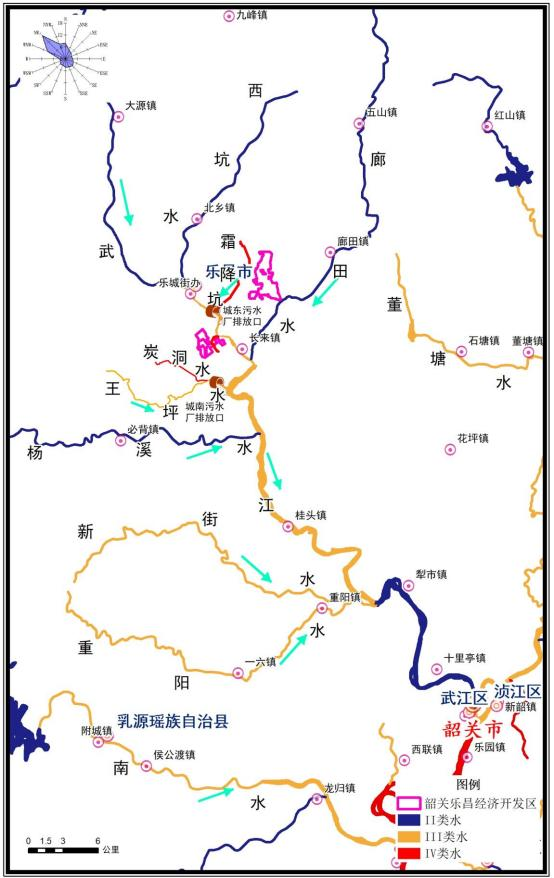 N
九峰镇
大源镇
西
五山镇
红山镇
坑
廊
北乡镇
水
武
霜
廊田镇
降
乐昌市
田
乐城街办
坑
城东污水
厂排放口
水
董
长来镇
石塘镇
董塘镇
炭
洞
水
塘
水
王
坪
水
城南污水
厂排放口
必背镇
杨
溪
水
花坪镇
江
桂头镇
新
街
水
犁市镇
重阳镇
水
重
阳
一六镇
十里亭镇
武江区
浈江区
新韶镇
韶关市
乳源瑶族自治县
附城镇
侯公渡镇
南
水
西联镇
乐园镇
龙归镇
图例
韶关乐昌经济开发区
II类水
III类水
IV类水
0 1.5 3 6
公里